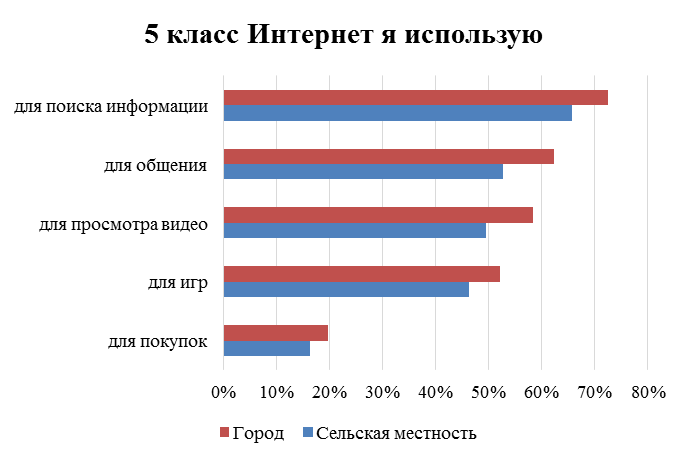 5 класс Интернет я использую
для поиска информации
для общения
для просмотра видео
для игр
для покупок
0% 10% 20% 30% 40% 50% 60% 70% 80%
Город Сельская местность